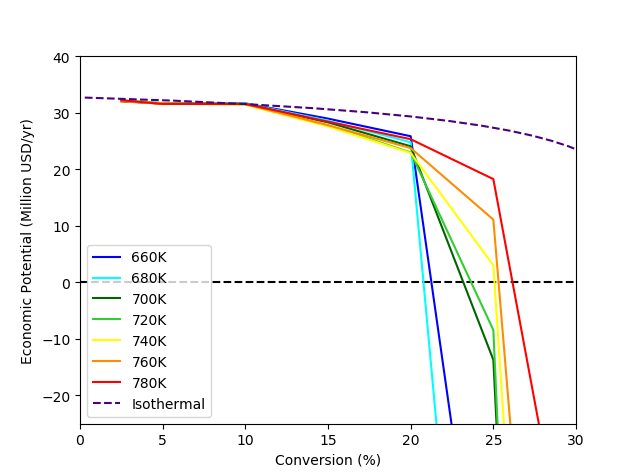 Economic Potential (Million USD/yr)
40
30
20
10
0
−10
−20
660K
680K
700K
720K
740K
760K
780K
Isothermal
0 5 10 15 20 25 30
Conversion (%)